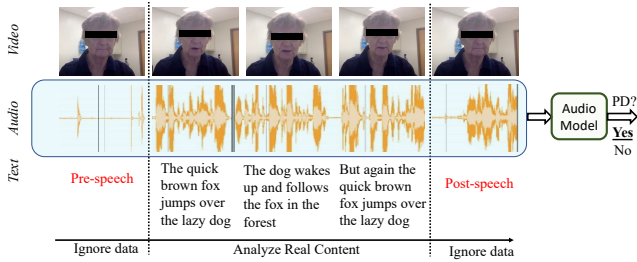 Video
Audio
Text
Pre-speech
The quick
brown fox
jumps over
the lazy dog
The dog wakes
up and follows
the fox in the
forest
But again the
quick brown
fox jumps over
the lazy dog
Post-speech
Audio
Model
PD?
Yes
No
Ignore data
Analyze Real Content
Ignore data